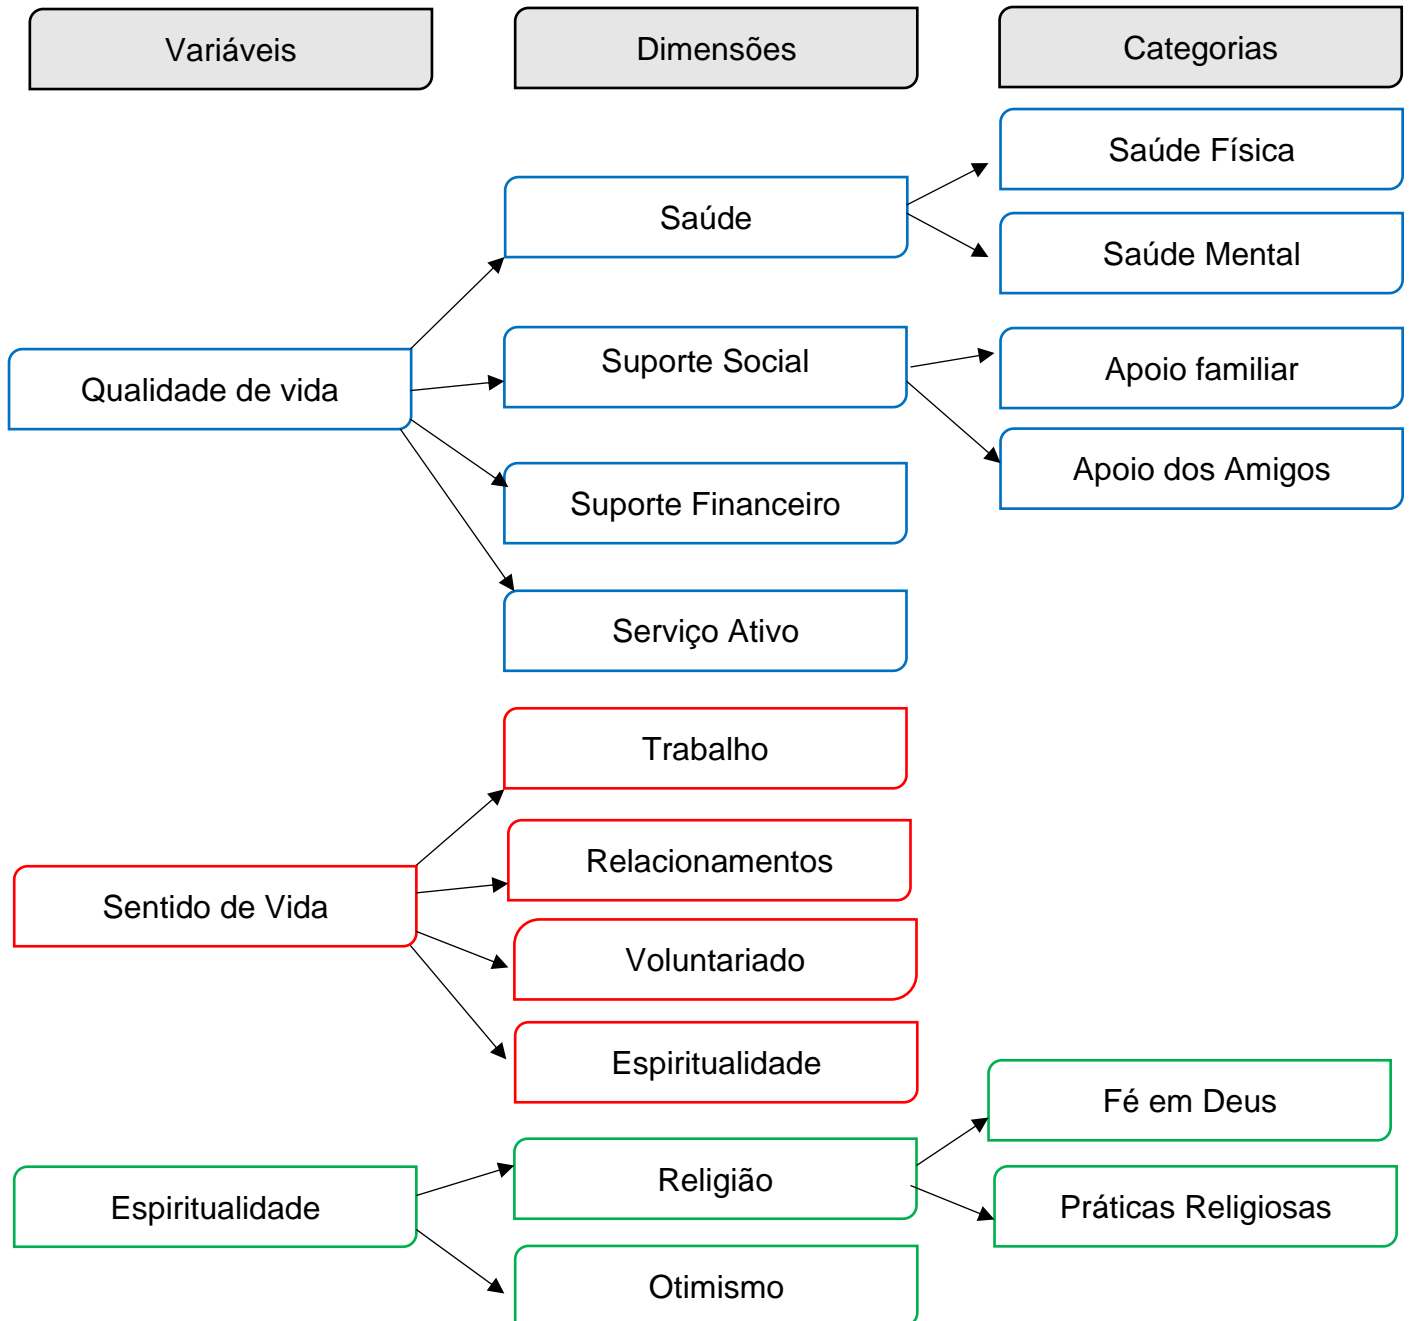 Variáveis
Dimensões
Categorias
Saúde Física
Saúde
Saúde Mental
Suporte Social
Apoio familiar
Qualidade de vida
Apoio dos Amigos
Suporte Financeiro
Serviço Ativo
Trabalho
Relacionamentos
Sentido de Vida
Voluntariado
Espiritualidade
Fé em Deus
Religião
Práticas Religiosas
Espiritualidade
Otimismo